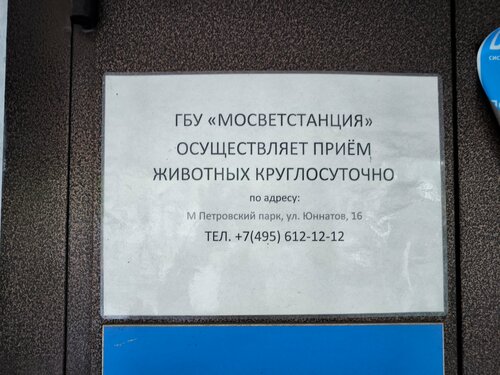 ГБУ «МОСВЕТСТАНЦИЯ»
ОСУЩЕСТВЛЯЕТ ПРИЁМ
ЖИВОТНЫХ КРУГЛОСУТОЧНО
по адресу:
М Петровский парк, ул. Юннатов, 16
ТЕЛ. +7(495) 612-12-12